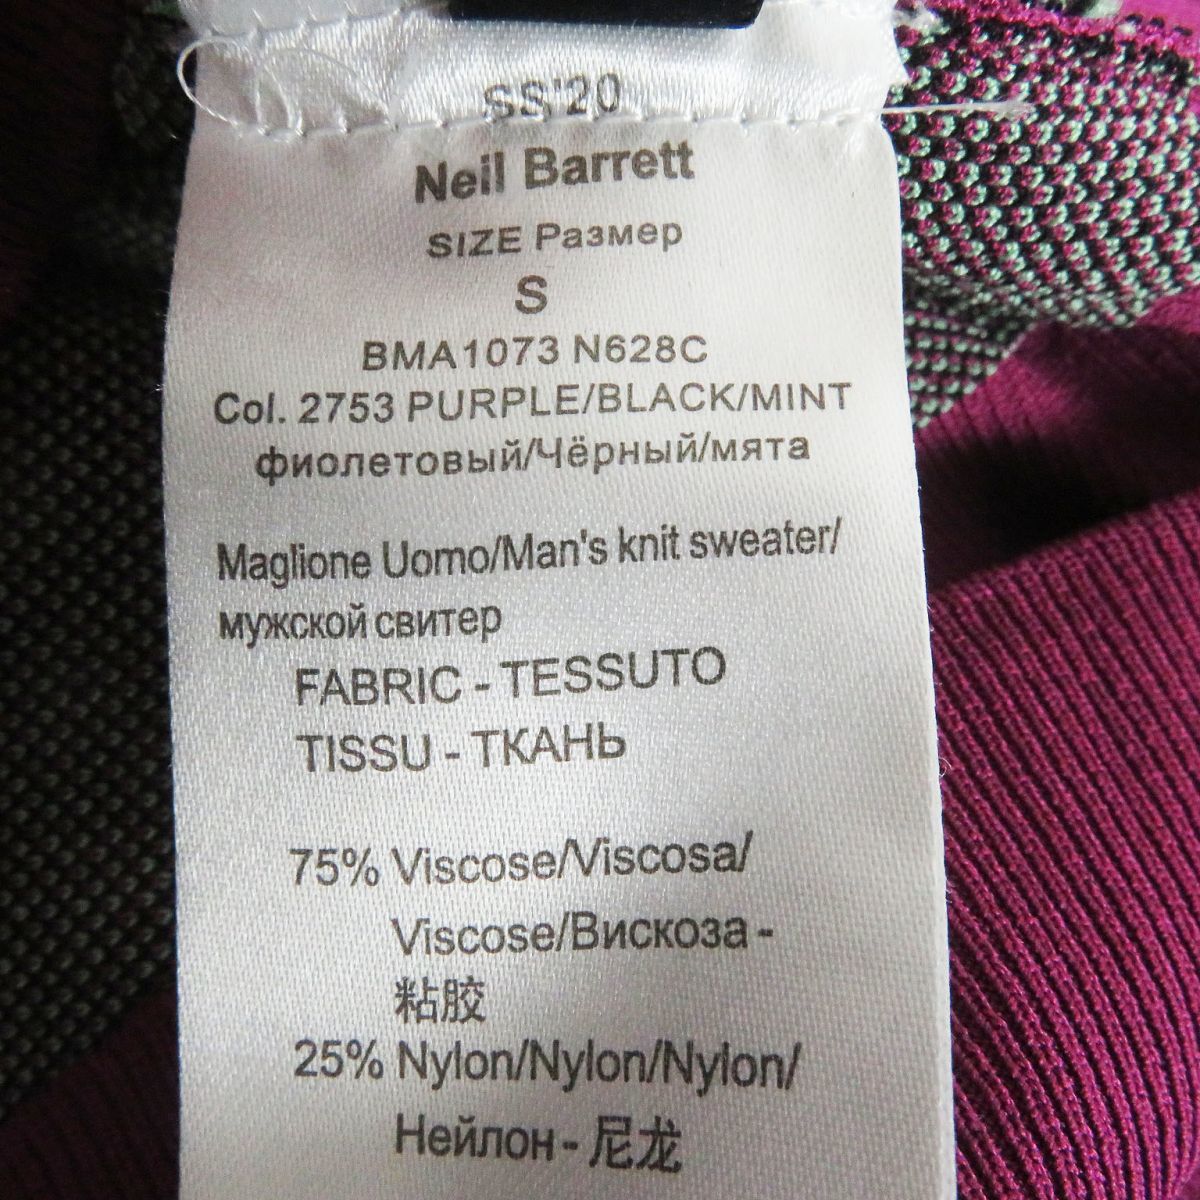 SS'20
Neil Barrett
SIZE Размер
S
BMA1073 N628C
Col. 2753 PURPLE/BLACK/MINT
фиолетовый/Чёрный/мята
Maglione Uomo/Man's knit sweater/
мужской свитер
FABRIC - TESSUTO
TISSU - ТКАНЬ
75% Viscose/Viscosa/
Viscose/Вискоза -
粘胶
25% Nylon/Nylon/Nylon/
Нейлон - 尼龙